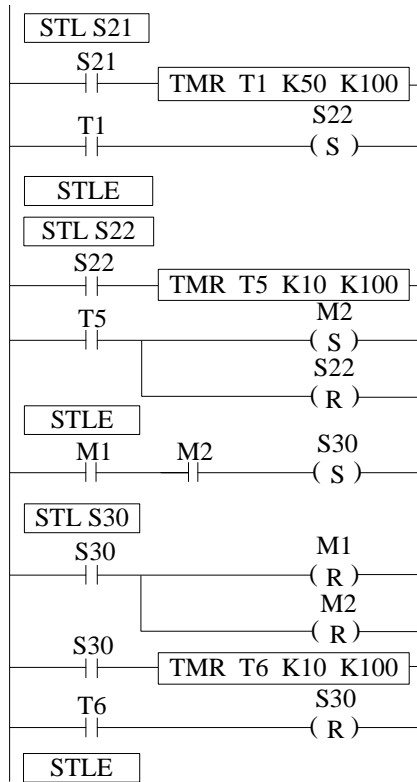 STL S21
S21
TMR T1 K50 K100
T1
S22
( S )
STLE
STL S22
S22
TMR T5 K10 K100
T5
M2
( S )
S22
( R )
STLE
M1 M2 S30
( S )
STL S30
S30
M1
( R )
M2
( R )
S30
TMR T6 K10 K100
T6
S30
( R )
STLE